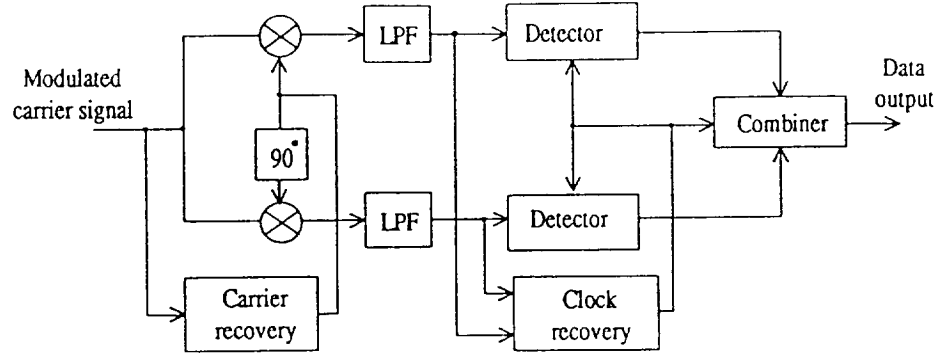 LPF
Detector
Modulated
carrier signal
Data
output
Combiner
90°
LPF
Detector
Carrier
recovery
Clock
recovery